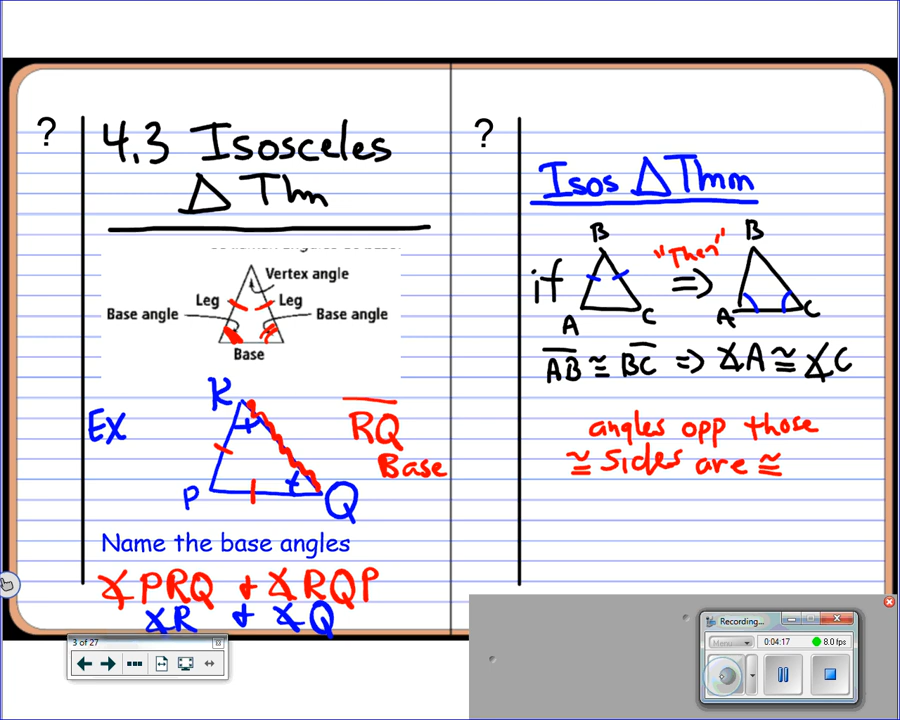 ?
4.3 Isosceles
△ Thm
Vertex angle
Leg Leg
Base angle Base angle
Base
EX
R
P Q
RQ
Base
Name the base angles
∡PRQ + ∡RQP
∡R + ∡Q
?
Isos △ Thmm
"Then"
B B
if ⇒
A C A C
AB ≅ BC ⇒ ∡A ≅ ∡C
angles opp those
≅ sides are ≅
3 of 27
Recording...
Menu 0:04:17 8.0 fps